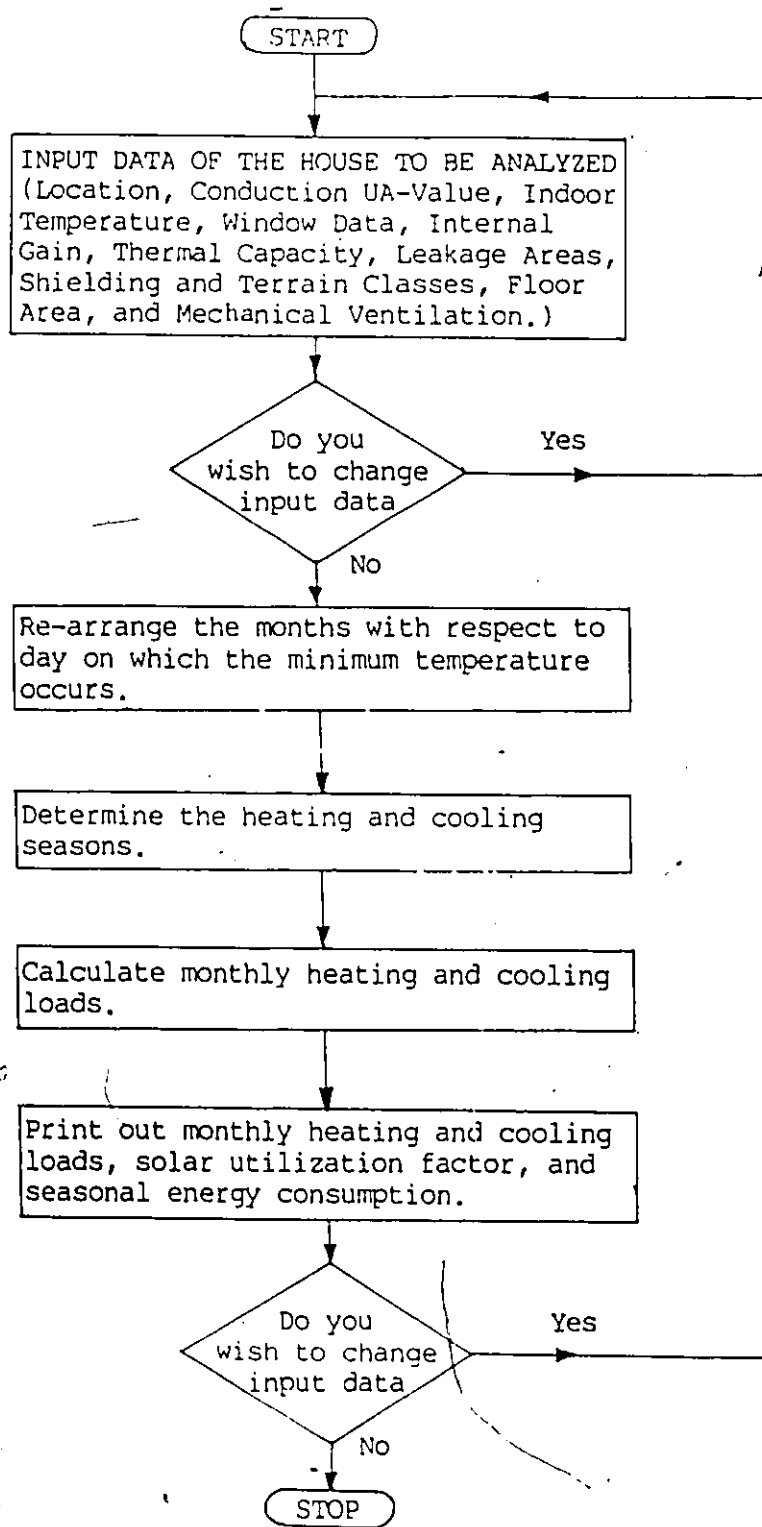 START
INPUT DATA OF THE HOUSE TO BE ANALYZED
(Location, Conduction UA-Value, Indoor
Temperature, Window Data, Internal
Gain, Thermal Capacity, Leakage Areas,
Shielding and Terrain Classes, Floor
Area, and Mechanical Ventilation.)
Do you
wish to change
input data
Yes
No
Re-arrange the months with respect to
day on which the minimum temperature
occurs.
Determine the heating and cooling
seasons.
Calculate monthly heating and cooling
loads.
Print out monthly heating and cooling
loads, solar utilization factor, and
seasonal energy consumption.
Do you
wish to change
input data
Yes
No
STOP